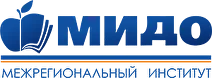 МИДО
МЕЖРЕГИОНАЛЬНЫЙ ИНСТИТУТ